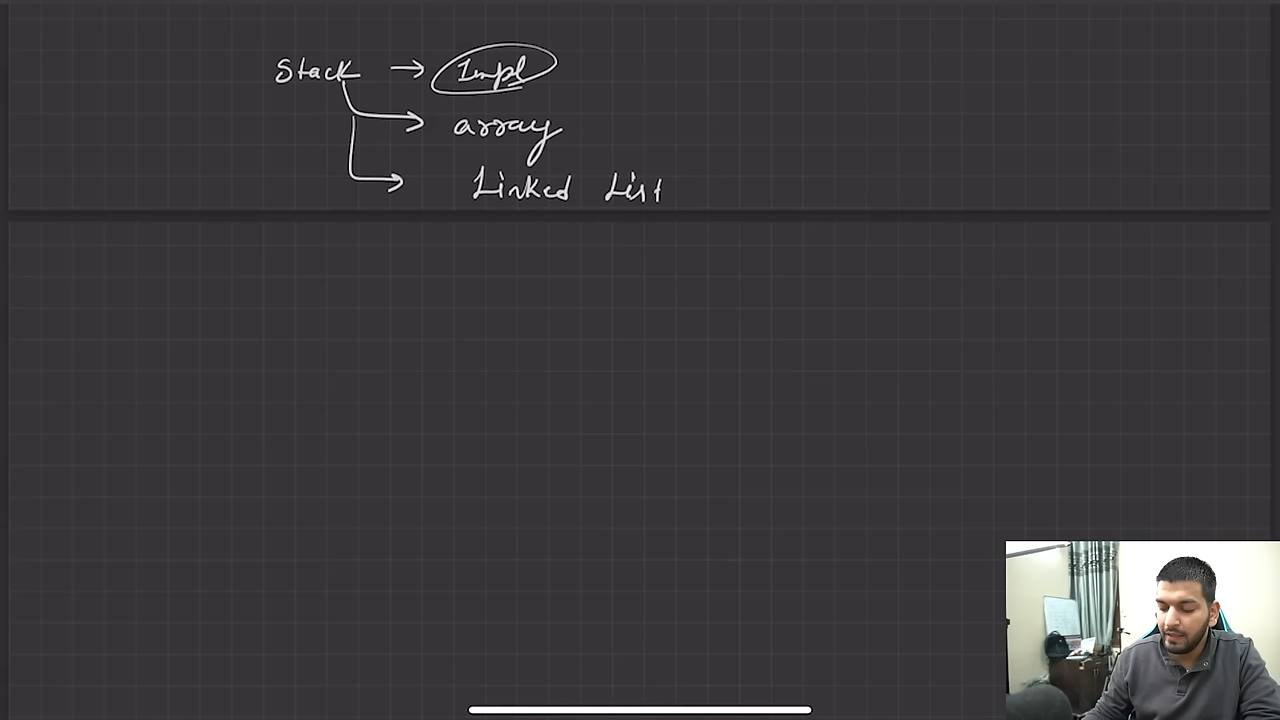 Stack → Impl
array
Linked List